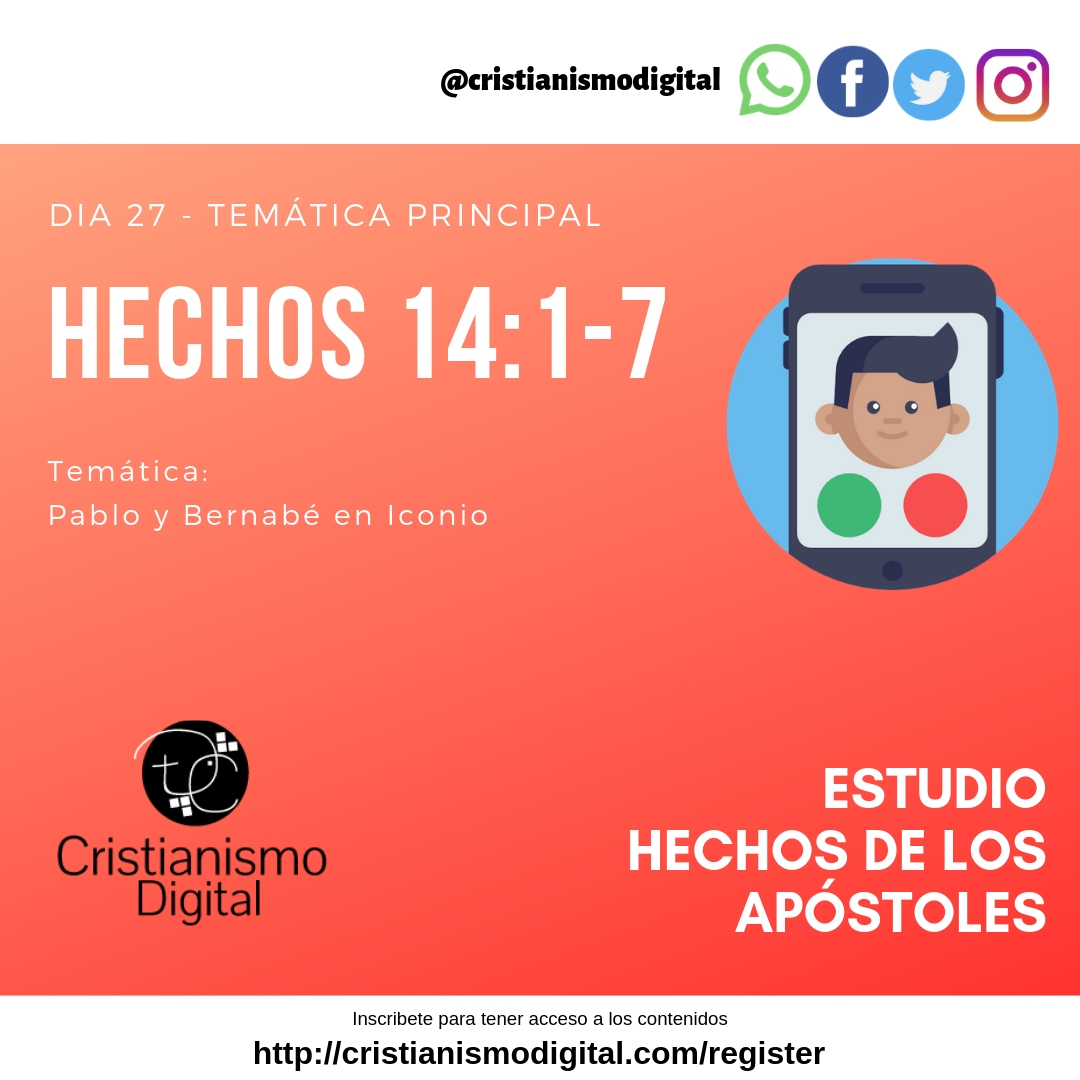 @cristianismodigital
DIA 27 - TEMÁTICA PRINCIPAL
HECHOS 14:1-7
Temática:
Pablo y Bernabé en Iconio
Cristianismo
Digital
ESTUDIO
HECHOS DE LOS
APÓSTOLES
Inscribete para tener acceso a los contenidos
http://cristianismodigital.com/register